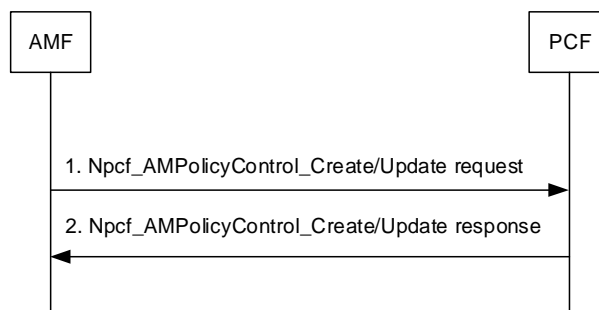 AMF
PCF
1. Npcf_AMPolicyControl_Create/Update request
2. Npcf_AMPolicyControl_Create/Update response